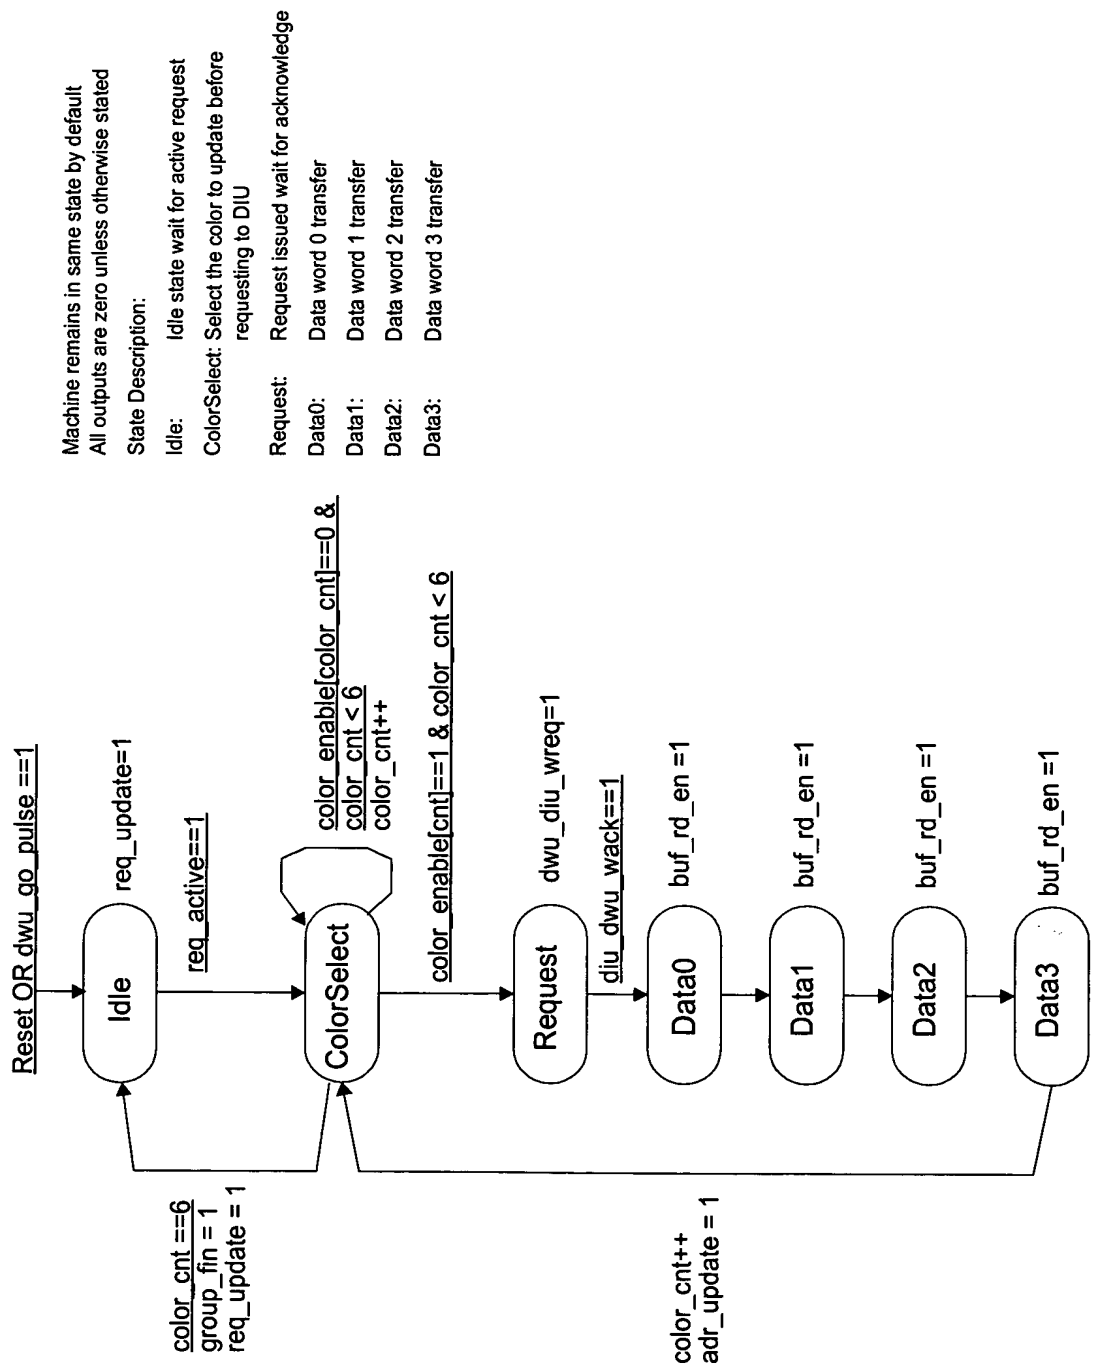 Reset OR dwu_go_pulse ==1
Idle
req_update=1
req_active==1
ColorSelect
color_enable[color_cnt]==0 &
color_cnt < 6
color_cnt++
color_enable[cnt]==1 & color_cnt < 6
Request
dwu_diu_wreq=1
diu_dwu_wack==1
Data0
buf_rd_en =1
Data1
buf_rd_en =1
Data2
buf_rd_en =1
Data3
buf_rd_en =1
color_cnt ==6
group_fin = 1
req_update = 1
color_cnt++
adr_update = 1
Machine remains in same state by default
All outputs are zero unless otherwise stated
State Description:
Idle: Idle state wait for active request
ColorSelect: Select the color to update before
requesting to DIU
Request: Request issued wait for acknowledge
Data0: Data word 0 transfer
Data1: Data word 1 transfer
Data2: Data word 2 transfer
Data3: Data word 3 transfer